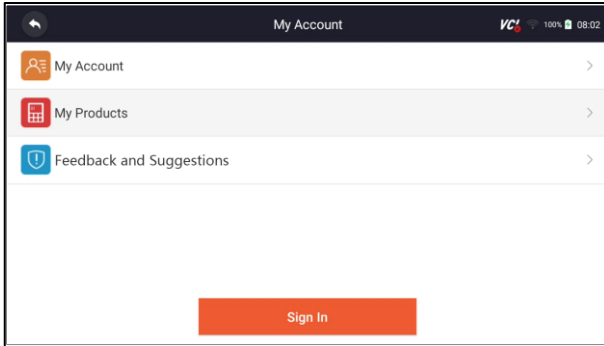 My Account
VCI 100% 08:02
My Account
My Products
Feedback and Suggestions
Sign In